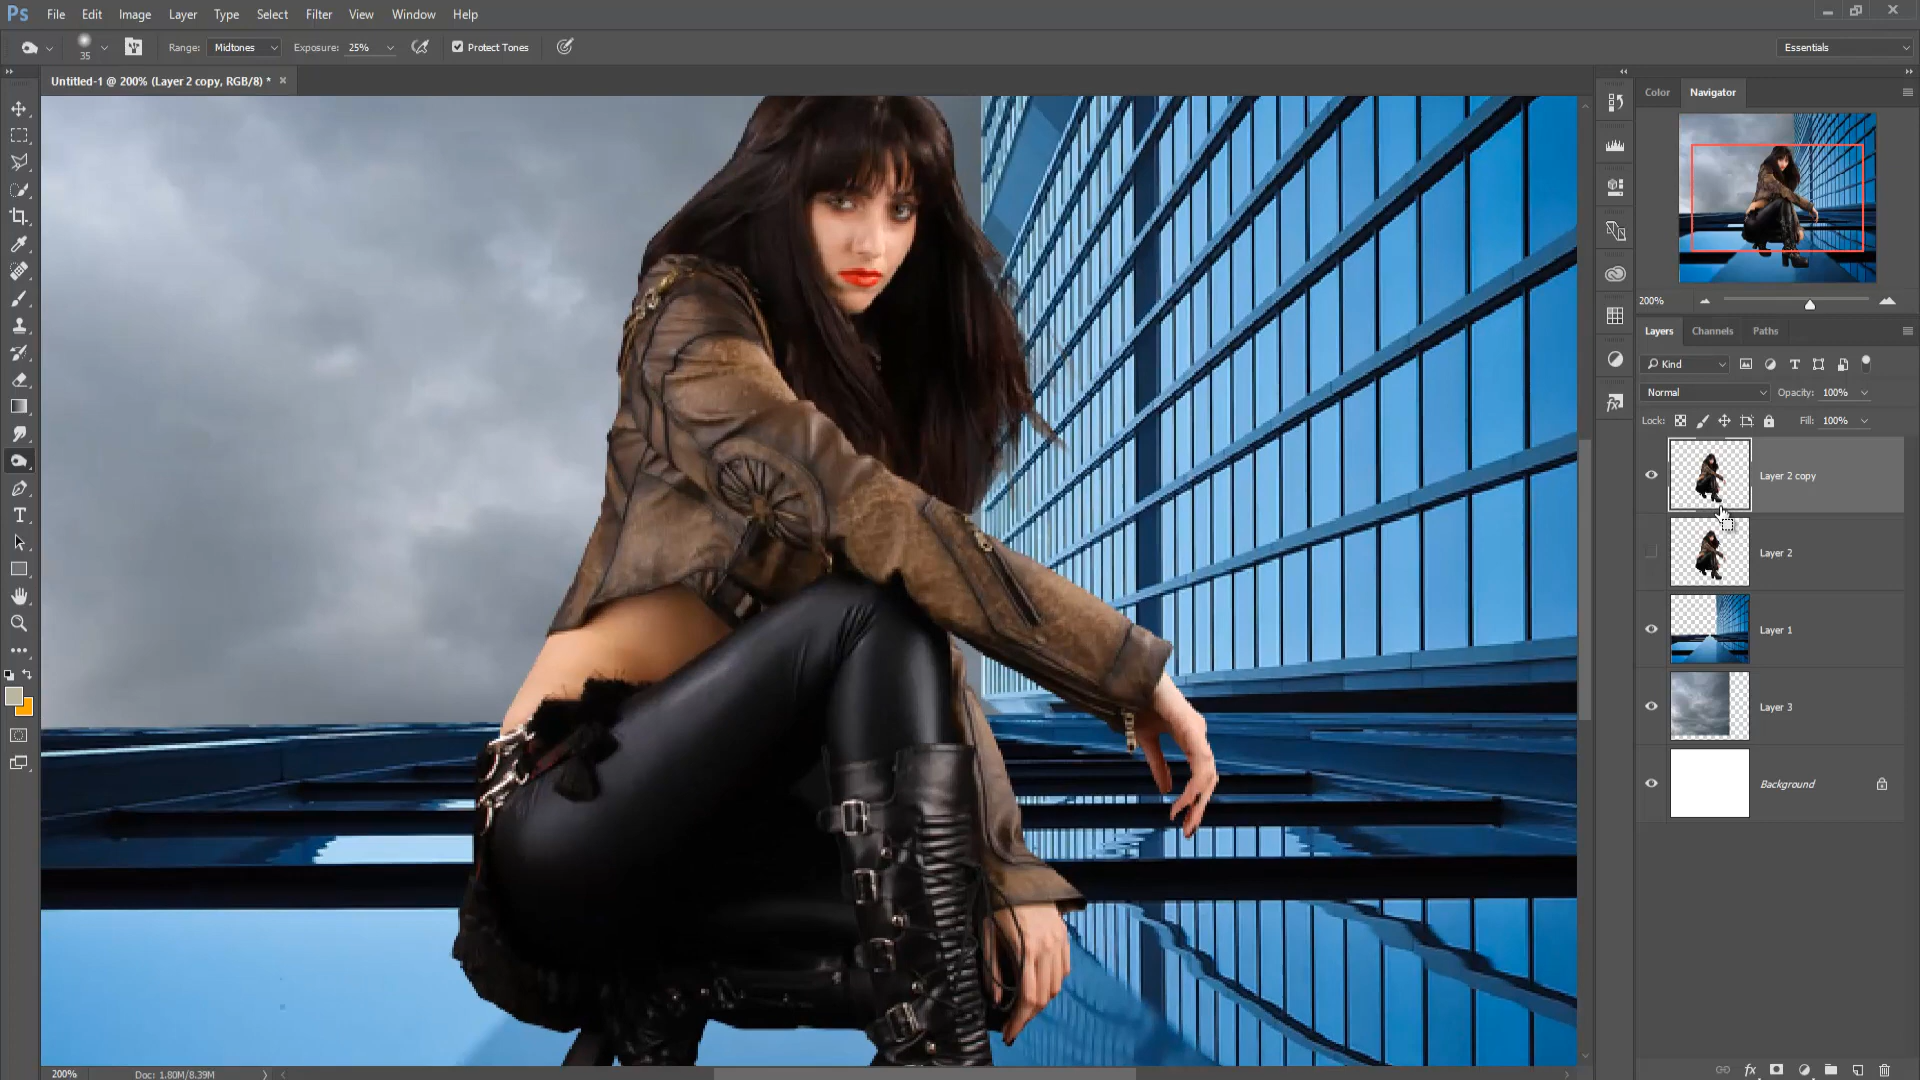 Ps File Edit Image Layer Type Select Filter View Window Help
35 Range: Midtones Exposure: 25% Protect Tones Essentials
Untitled-1 @ 200% (Layer 2 copy, RGB/8) *
Color Navigator
200%
Layers Channels Paths
Kind
Normal Opacity: 100%
Lock: Fill: 100%
Layer 2 copy
Layer 2
Layer 1
Layer 3
Background
200% Doc: 1.80M/8.39M